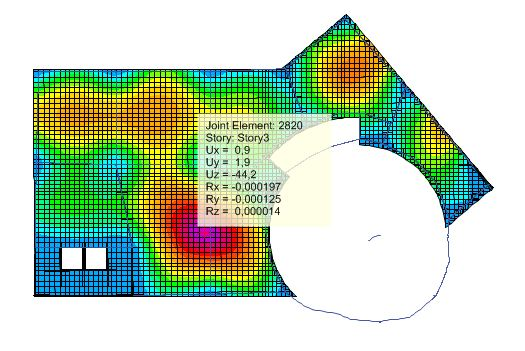 Joint Element: 2820
Story: Story3
Ux = 0,9
Uy = 1,9
Uz = -44,2
Rx = -0,000197
Ry = -0,000125
Rz = 0,000014